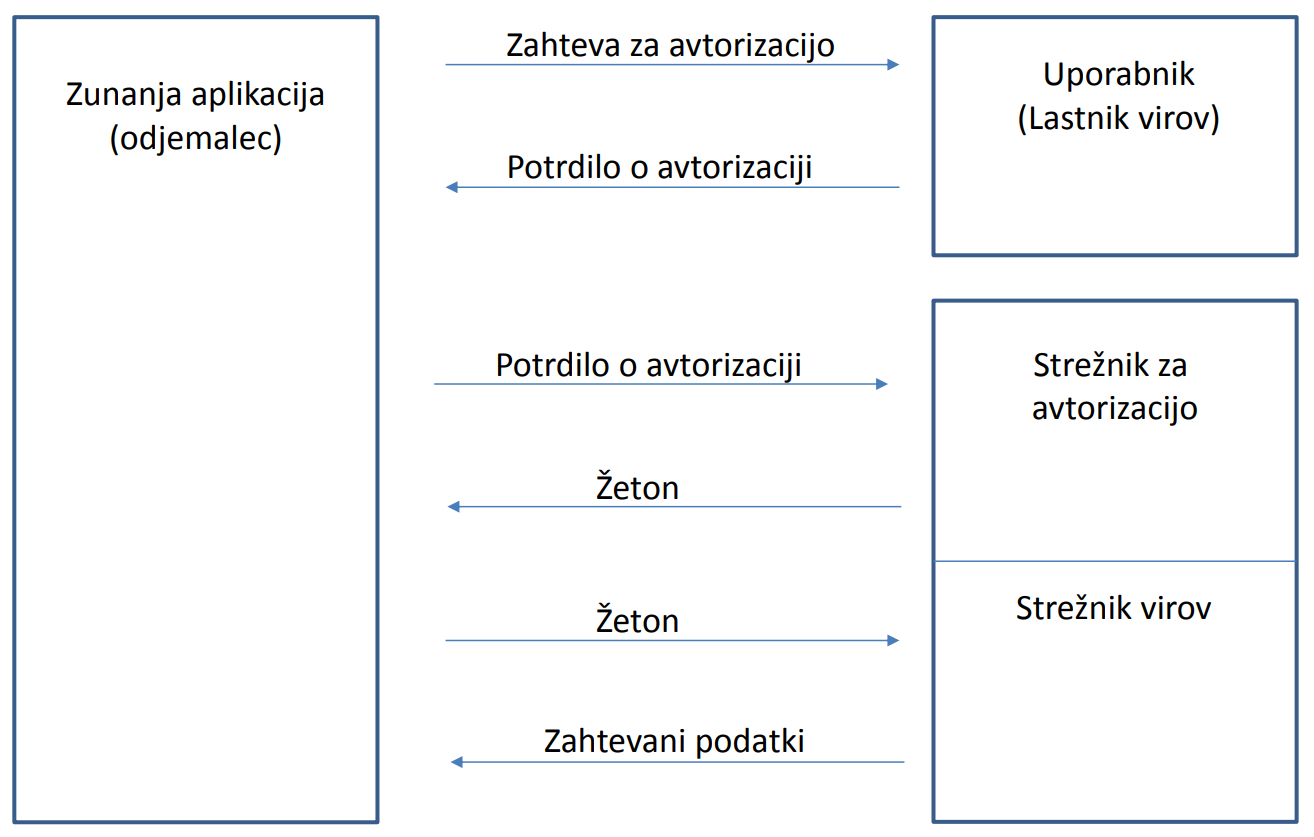 Zunanja aplikacija
(odjemalec)
Zahteva za avtorizacijo
Potrdilo o avtorizaciji
Uporabnik
(Lastnik virov)
Potrdilo o avtorizaciji
Žeton
Strežnik za
avtorizacijo
Žeton
Zahtevani podatki
Strežnik virov